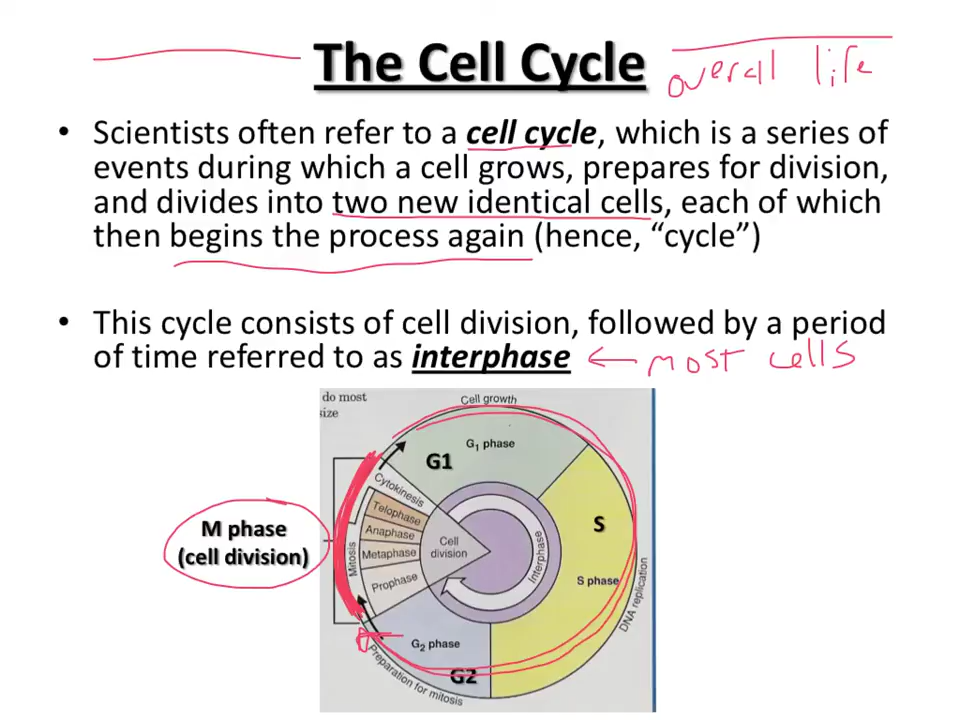 The Cell Cycle
overall life
• Scientists often refer to a cell cycle, which is a series of
events during which a cell grows, prepares for division,
and divides into two new identical cells, each of which
then begins the process again (hence, “cycle”)
• This cycle consists of cell division, followed by a period
of time referred to as interphase ← most cells
do most
size
Cell growth
G1 phase
G1
Cytokinesis
Telophase
Anaphase
Metaphase
Prophase
Mitosis
Cell
division
Interphase
S
S phase
DNA replication
M phase
(cell division)
G2 phase
G2
Preparation for mitosis